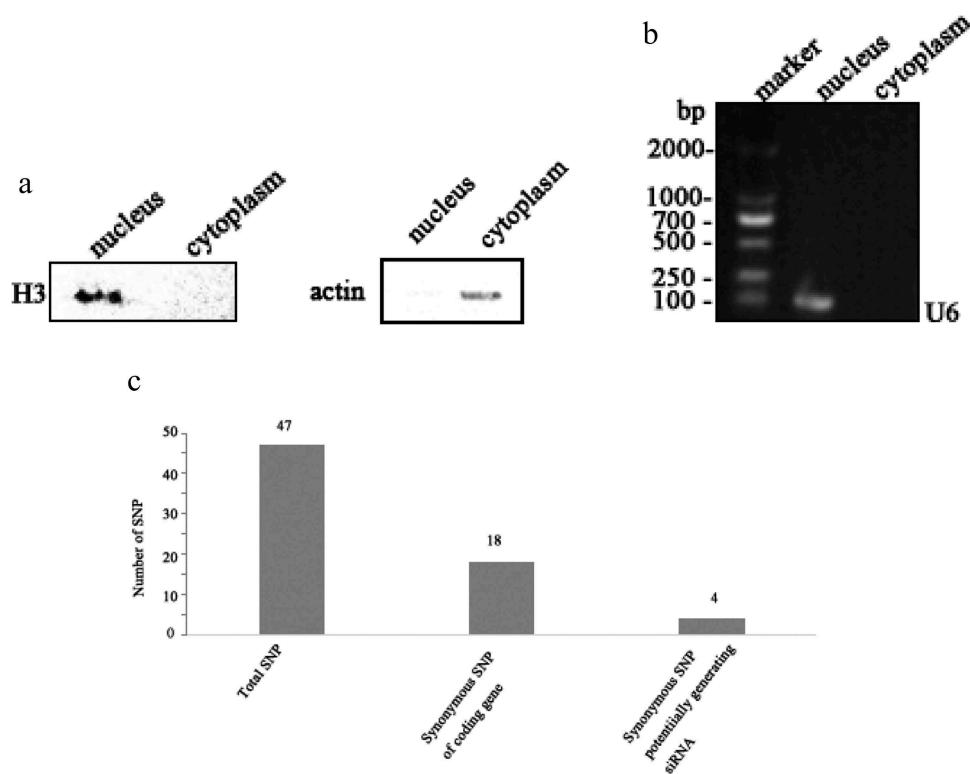 a
nucleus
cytoplasm
H3
nucleus
cytoplasm
actin
b
marker
nucleus
cytoplasm
bp
2000-
1000-
700 -
500 -
250 -
100 -
U6
c
Number of SNP
50
40
30
20
10
0
47
18
4
Total SNP
Synonymous SNP
of coding gene
Synonymous SNP
potentiially generating
siRNA